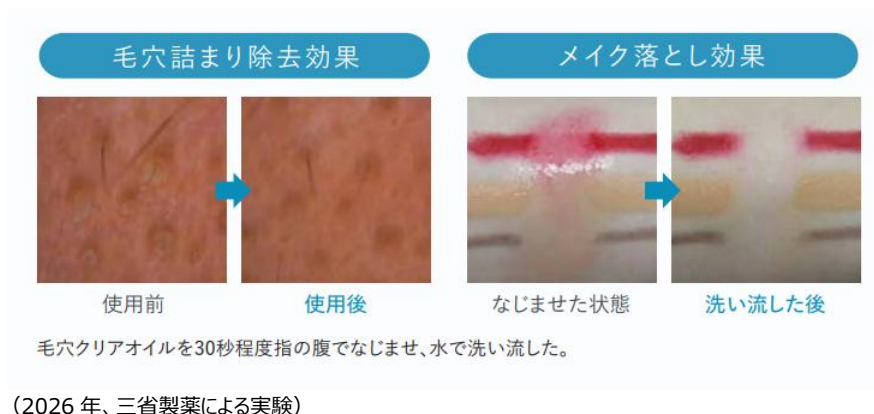 毛穴詰まり除去効果
メイク落とし効果
使用前
使用後
なじませた状態
洗い流した後
毛穴クリアオイルを30秒程度指の腹でなじませ、水で洗い流した。
（2026 年、三省製薬による実験）